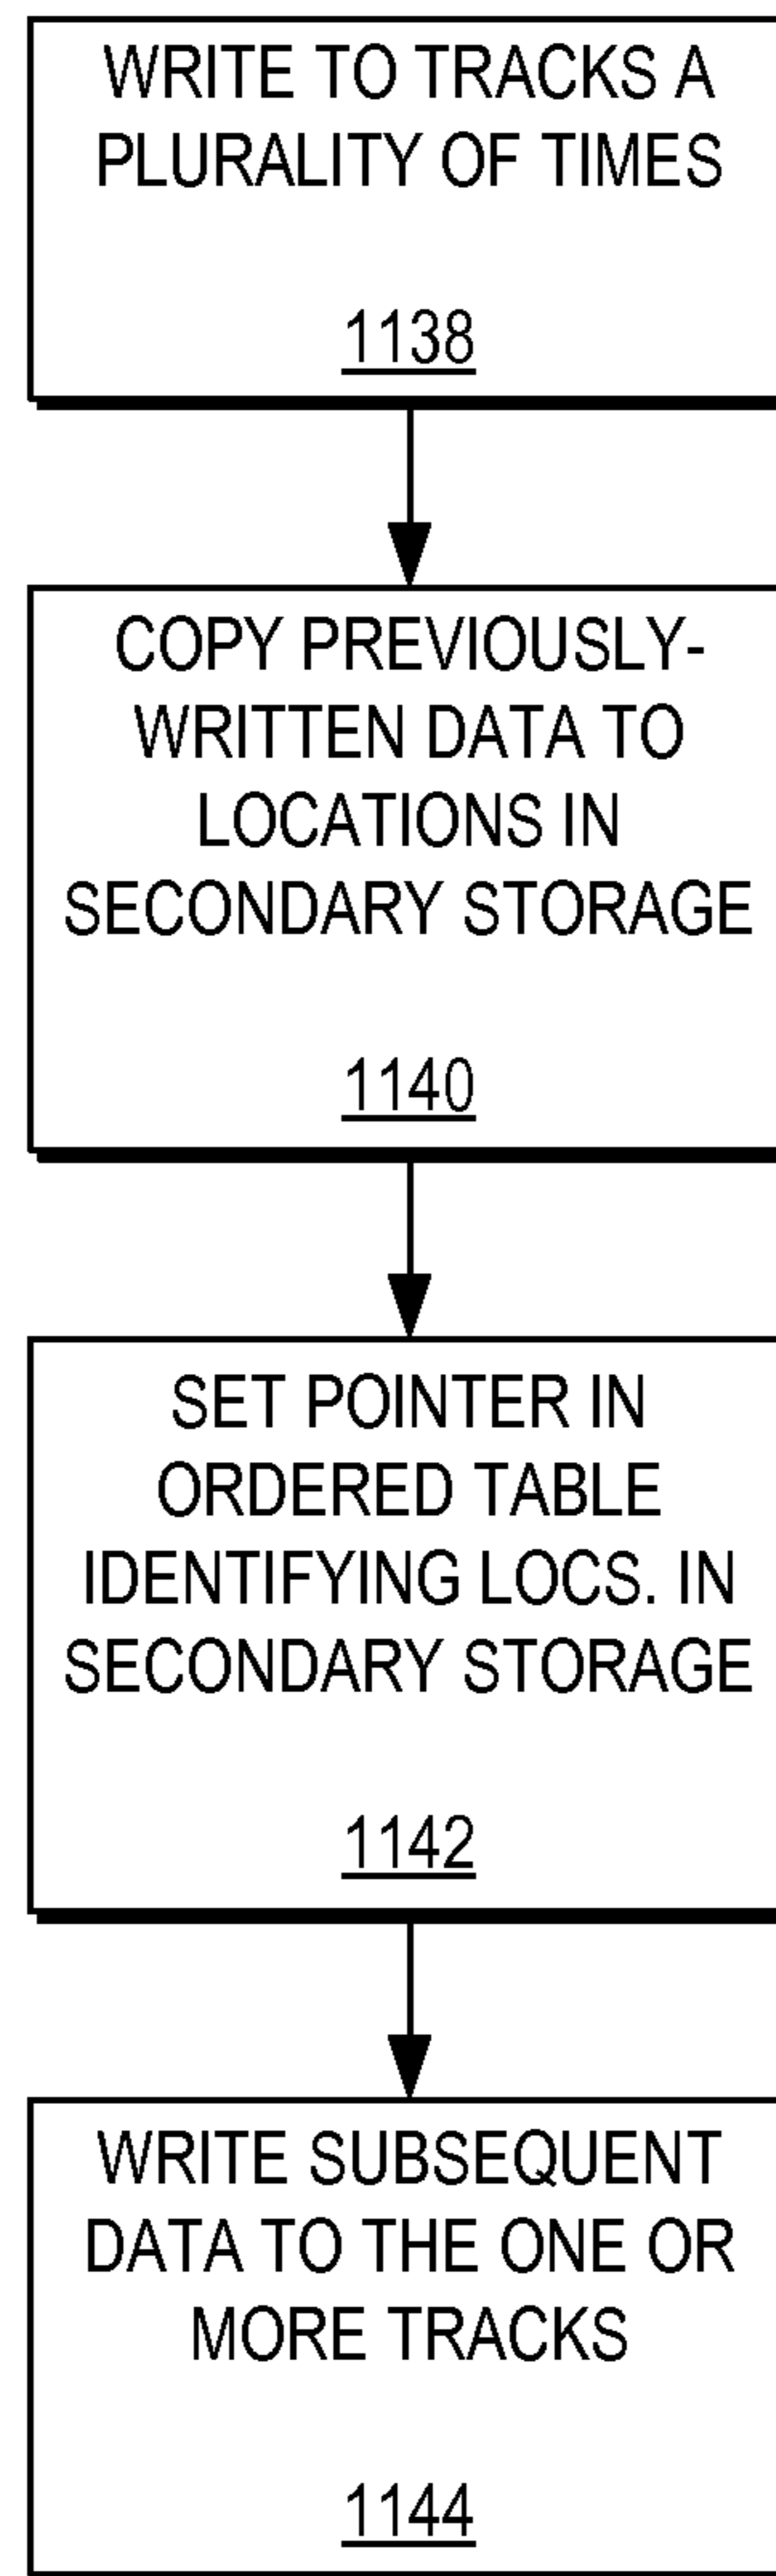 WRITE TO TRACKS A
PLURALITY OF TIMES
1138
COPY PREVIOUSLY-
WRITTEN DATA TO
LOCATIONS IN
SECONDARY STORAGE
1140
SET POINTER IN
ORDERED TABLE
IDENTIFYING LOCS. IN
SECONDARY STORAGE
1142
WRITE SUBSEQUENT
DATA TO THE ONE OR
MORE TRACKS
1144